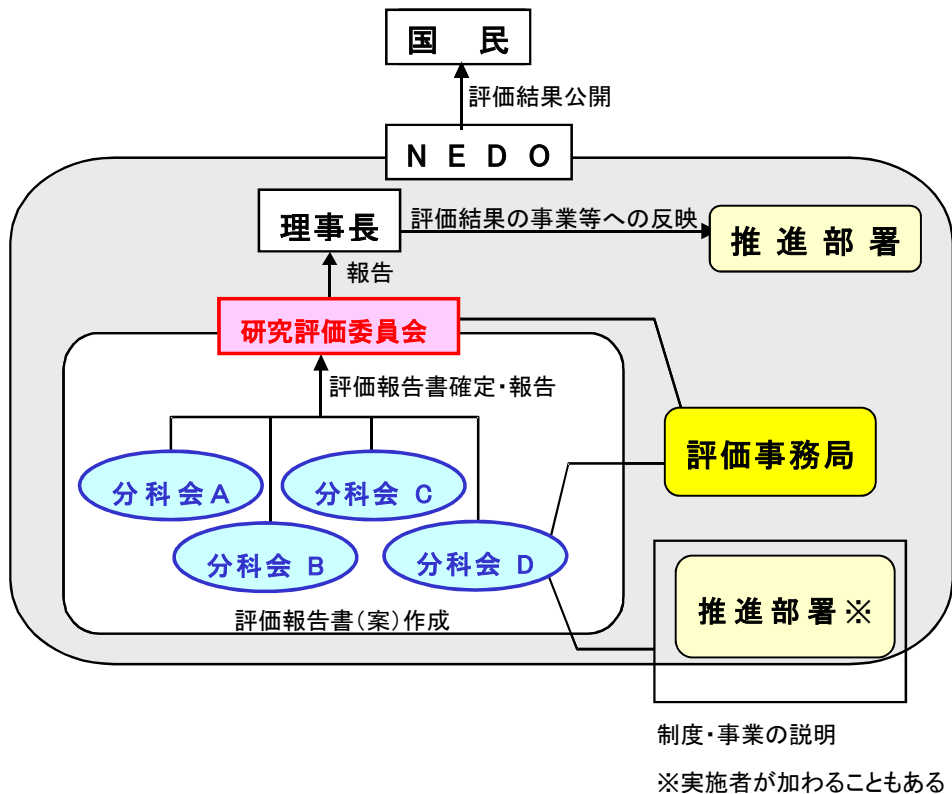 国　民
評価結果公開
ＮＥＤＯ
理事長
評価結果の事業等への反映
推進部署
報告
研究評価委員会
評価報告書確定・報告
評価事務局
分科会A
分科会 C
分科会 B
分科会 D
推進部署※
評価報告書（案）作成
制度・事業の説明
※実施者が加わることもある